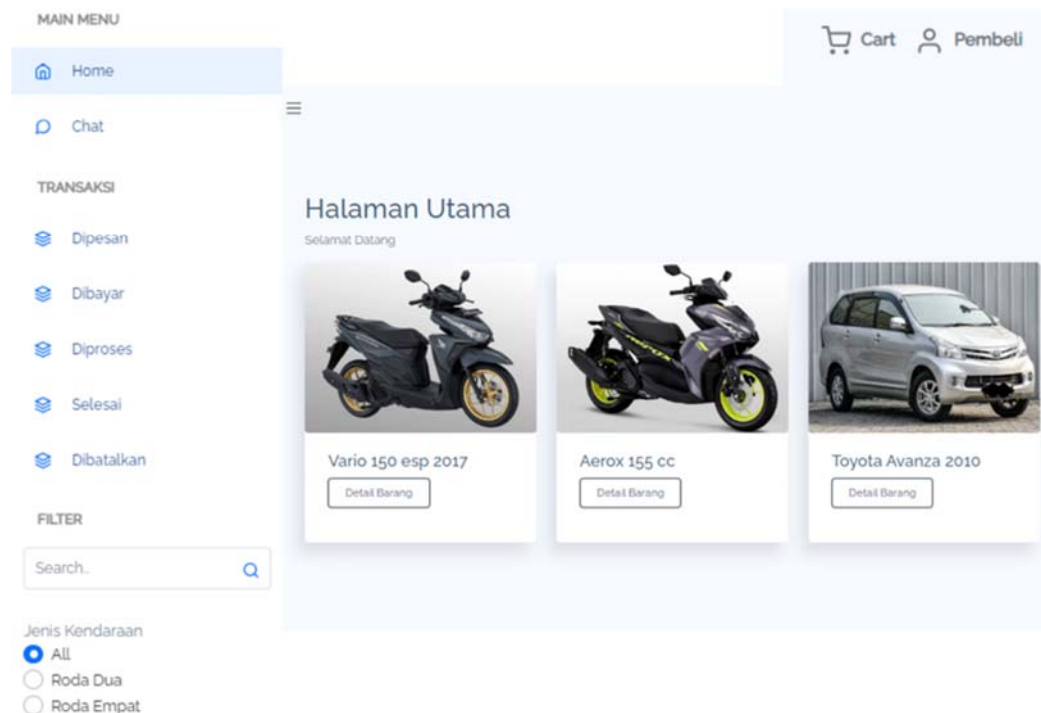 MAIN MENU
Home
Chat
TRANSAKSI
Dipesan
Dibayar
Diproses
Selesai
Dibatalkan
FILTER
Search..
Jenis Kendaraan
All
Roda Dua
Roda Empat
Cart Pembeli
Halaman Utama
Selamat Datang
AEROX
Vario 150 esp 2017
Detail Barang
Aerox 155 cc
Detail Barang
Toyota Avanza 2010
Detail Barang